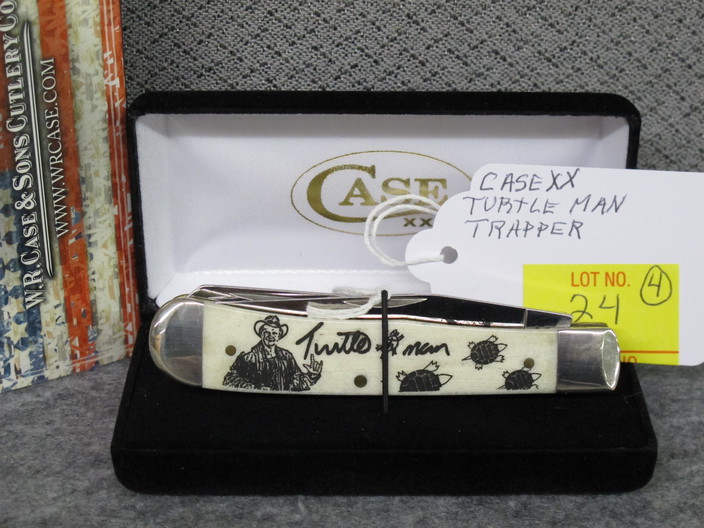 W.R. CASE & SONS CUTLERY CO
WWW.WRCASE.COM
CASE
XX
CASE XX
TURTLE MAN
TRAPPER
LOT NO.
24
4
Turtle man